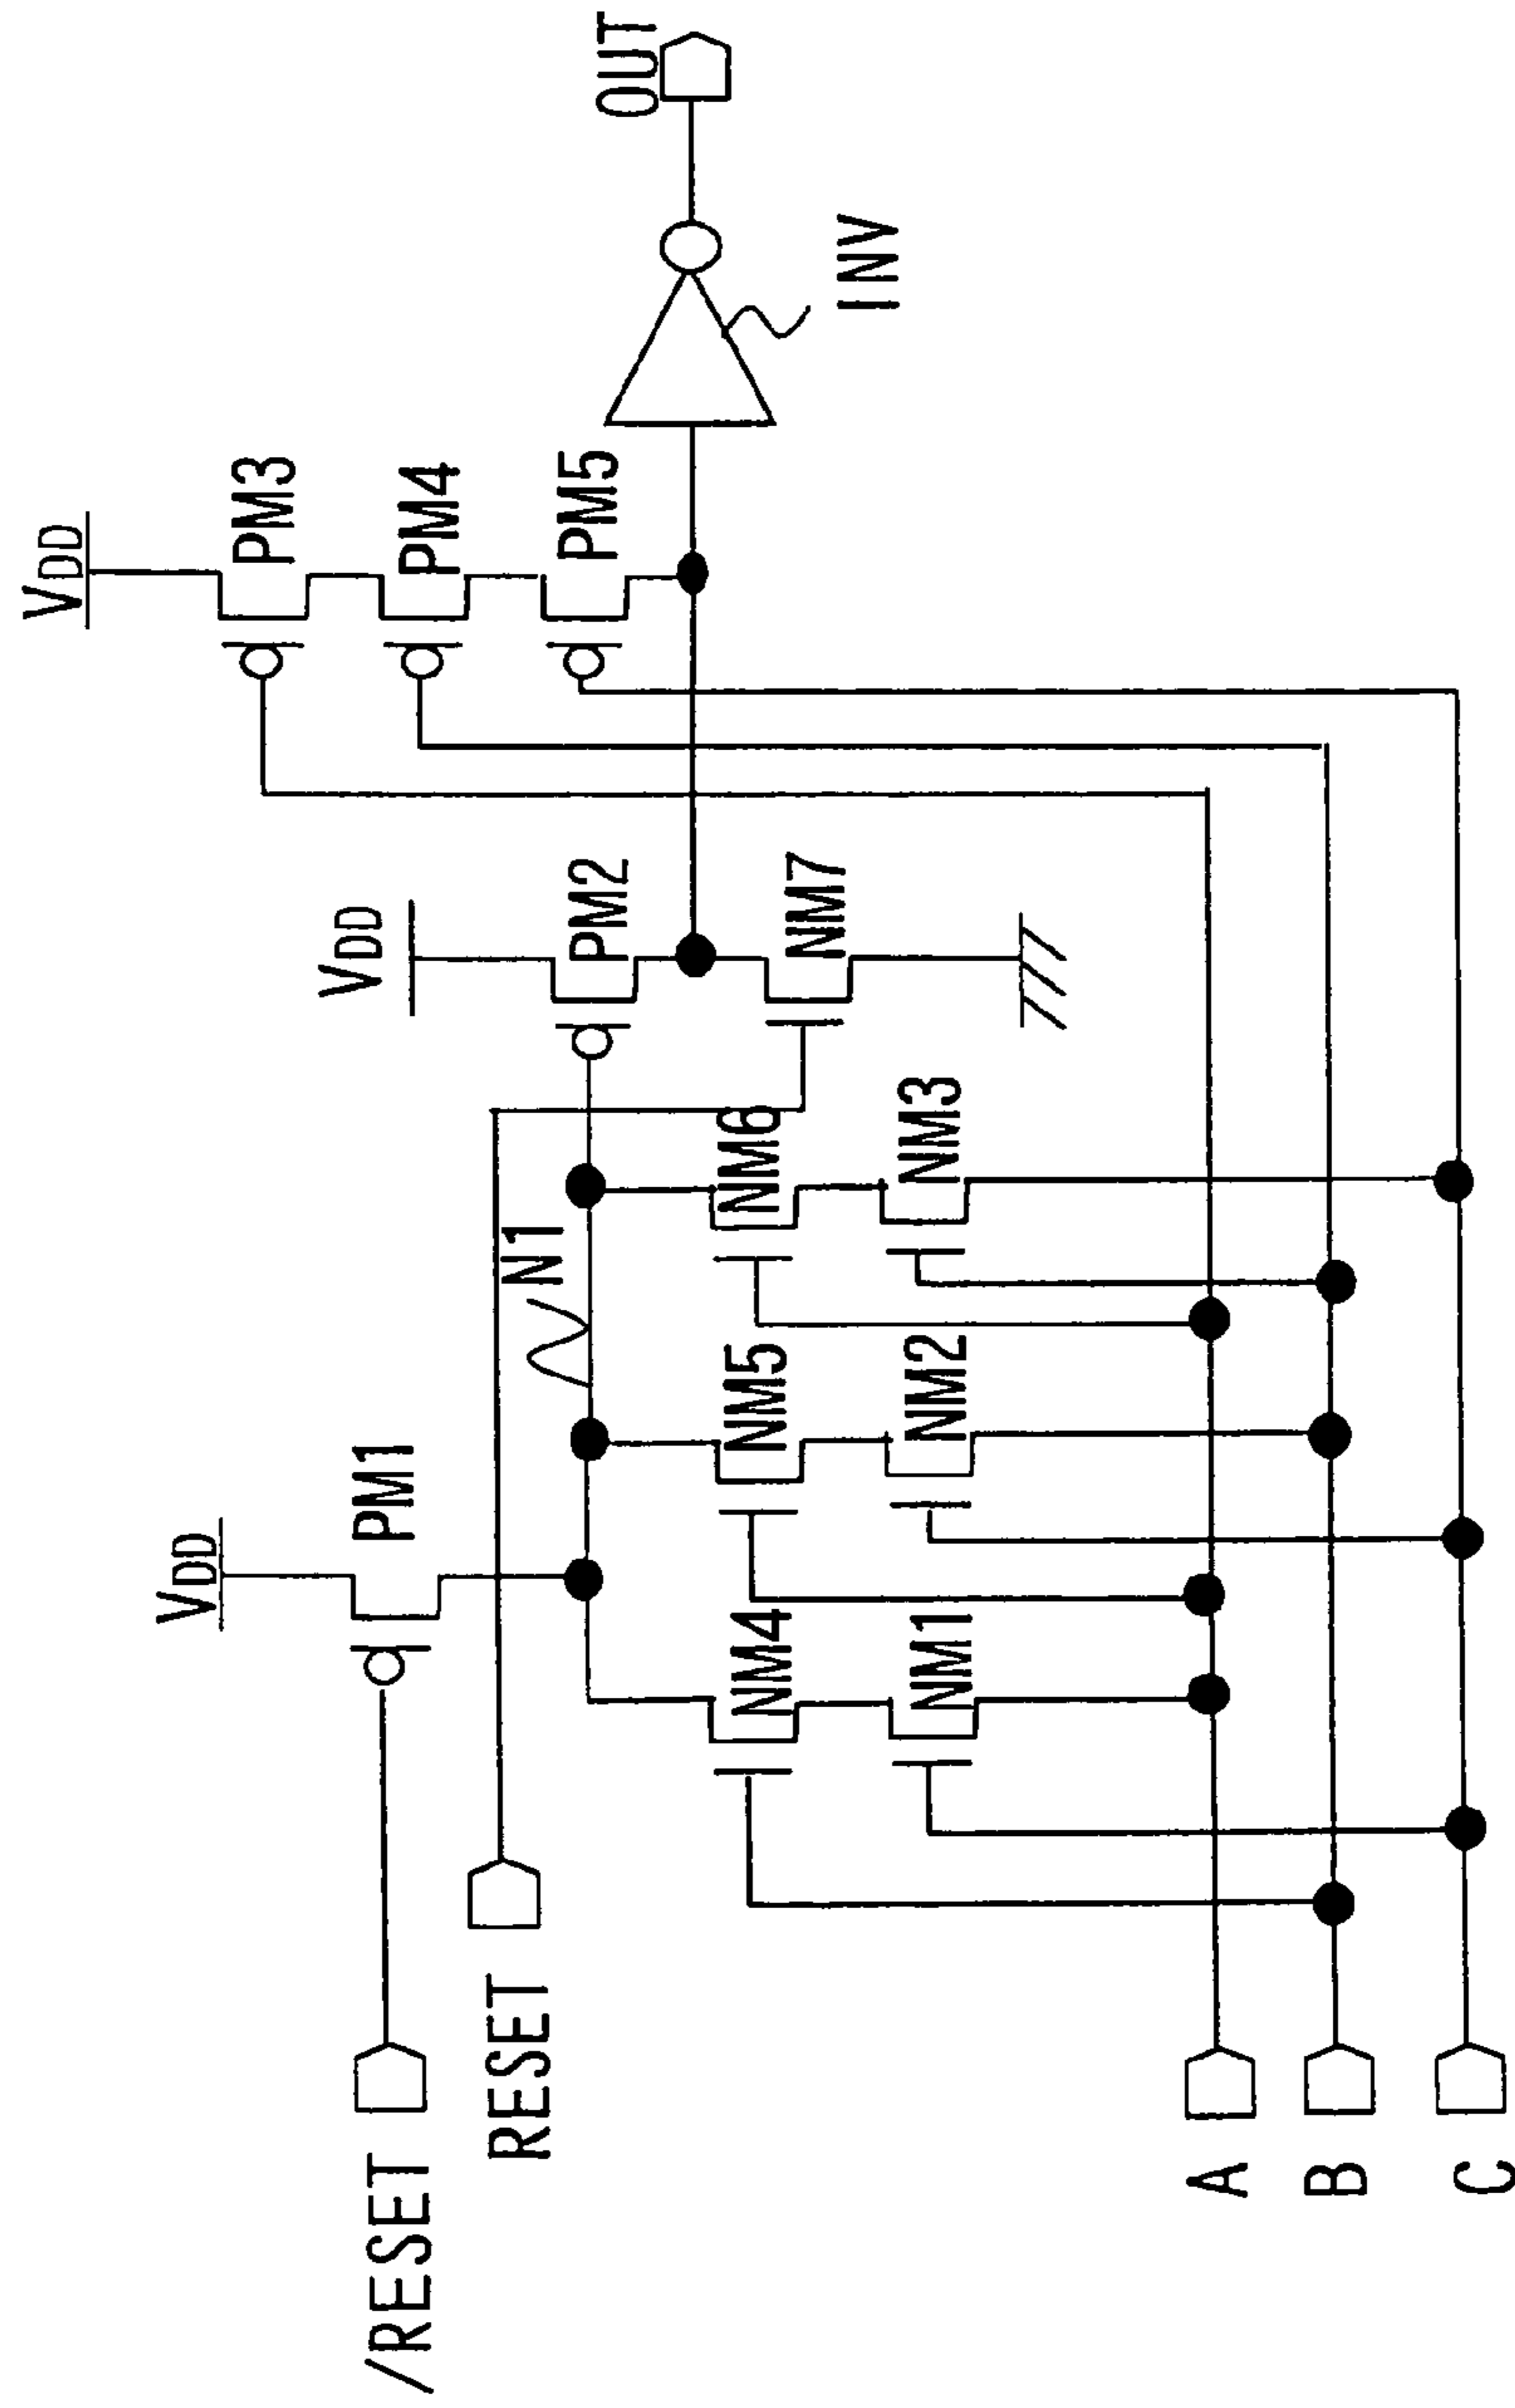 VDD
PM3
PM4
PM5
OUT
INV
VDD
PM2
NM7
VDD
PM1
N1
NM4
NM5
NM6
NM1
NM2
NM3
/RESET
RESET
A
B
C